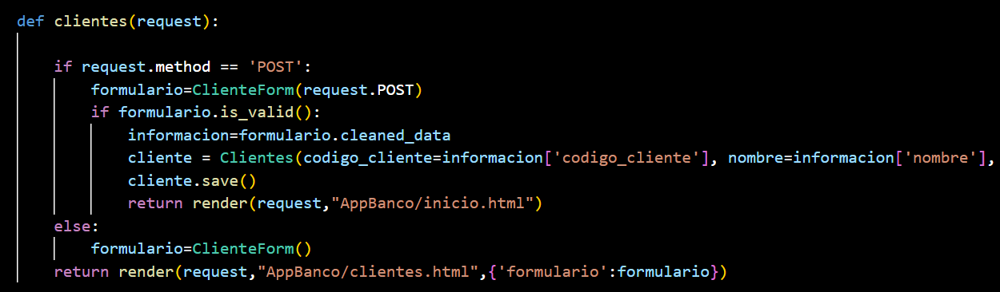 def clientes(request):
if request.method == 'POST':
formulario=ClienteForm(request.POST)
if formulario.is_valid():
informacion=formulario.cleaned_data
cliente = Clientes(codigo_cliente=informacion['codigo_cliente'], nombre=informacion['nombre'],
cliente.save()
return render(request,"AppBanco/inicio.html")
else:
formulario=ClienteForm()
return render(request,"AppBanco/clientes.html",{'formulario':formulario})